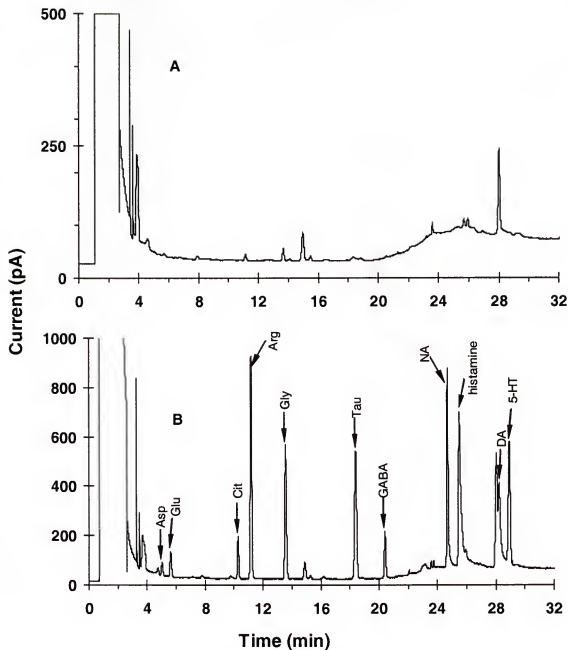 500
A
250
0
0 4 8 12 16 20 24 28 32
Current (pA)
1000
B
800
600
400
200
0
Asp
Glu
Cit
Arg
Gly
Tau
GABA
NA
histamine
DA
5-HT
0 4 8 12 16 20 24 28 32
Time (min)